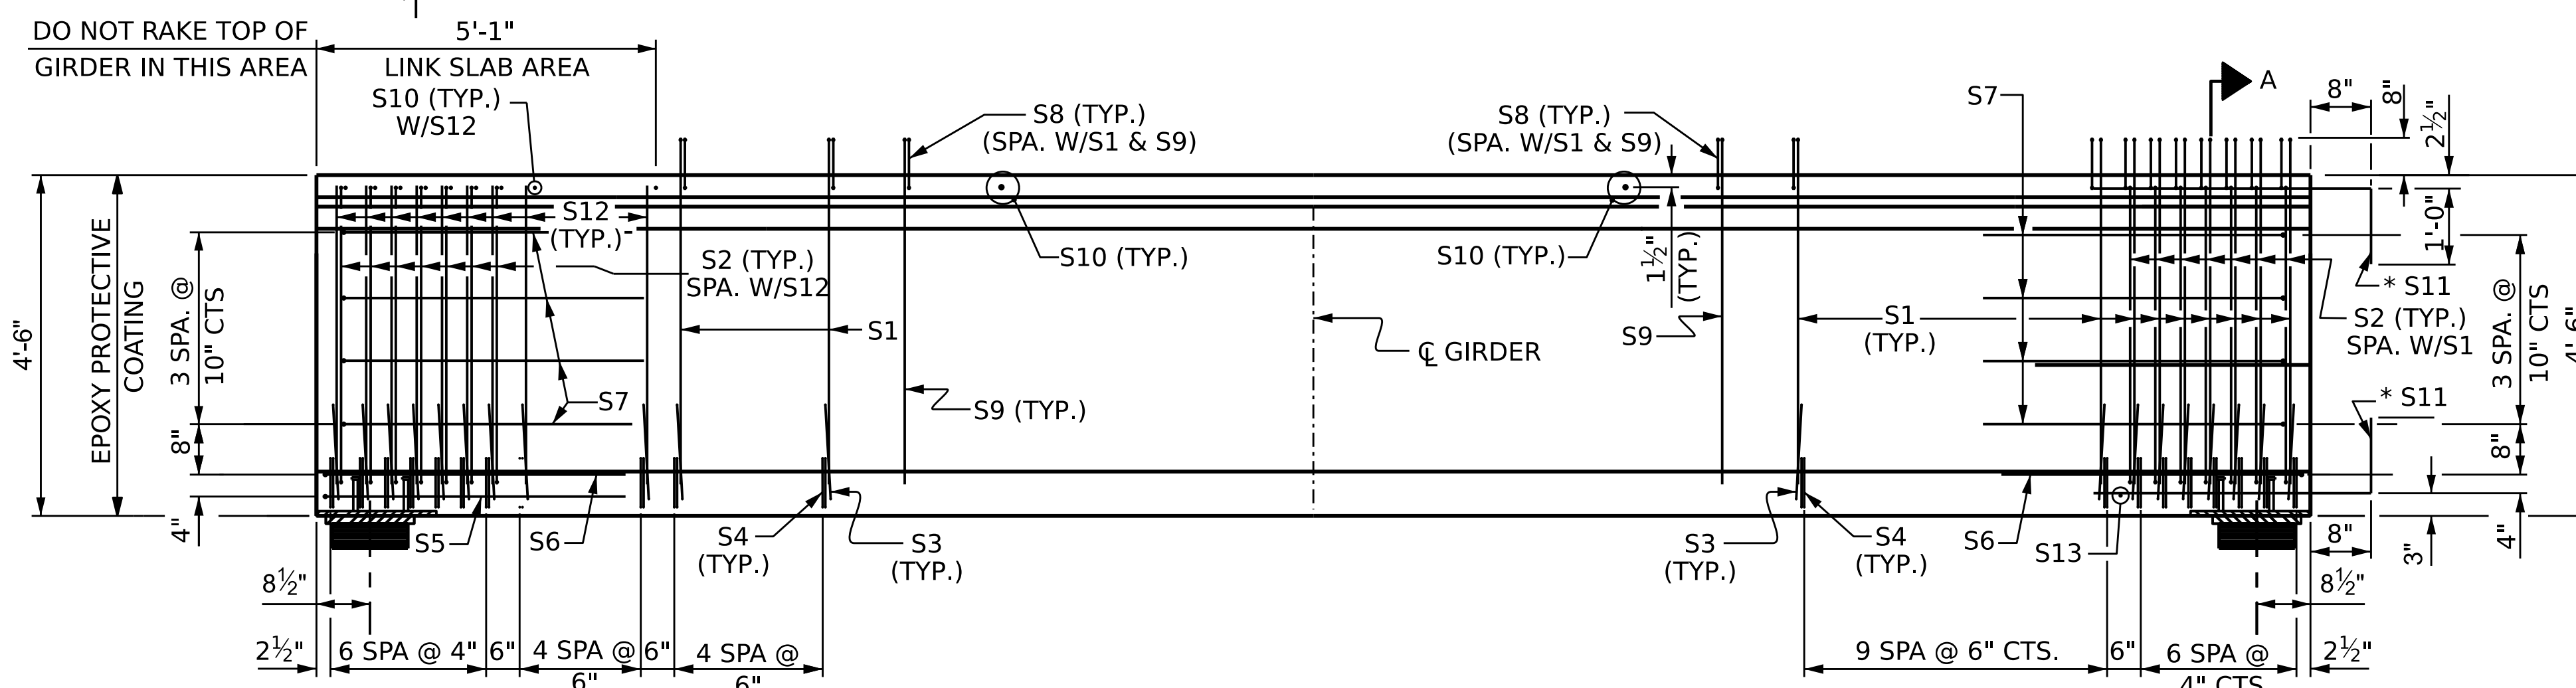 DO NOT RAKE TOP OF
GIRDER IN THIS AREA
5'-1"
LINK SLAB AREA
S10 (TYP.)
W/S12
S8 (TYP.)
(SPA. W/S1 & S9)
S8 (TYP.)
(SPA. W/S1 & S9)
S7
A
8"
8"
2½"
S12
(TYP.)
S2 (TYP.)
SPA. W/S12
S10 (TYP.)
S10 (TYP.)
1½"
(TYP.)
1'-0"
* S11
S2 (TYP.)
SPA. W/S1
4'-6"
EPOXY PROTECTIVE
COATING
3 SPA. @
10" CTS
S1
S9
S1
(TYP.)
℄ GIRDER
3 SPA. @
10" CTS
S7
S9 (TYP.)
* S11
8"
8"
4"
S5
S6
S4
(TYP.)
S3
(TYP.)
S3
(TYP.)
S4
(TYP.)
S6
S13
8"
3"
4"
8½"
8½"
2½"
6 SPA @ 4"
6"
4 SPA @
6"
6"
4 SPA @
6"
9 SPA @ 6" CTS.
6"
6 SPA @
4" CTS
2½"